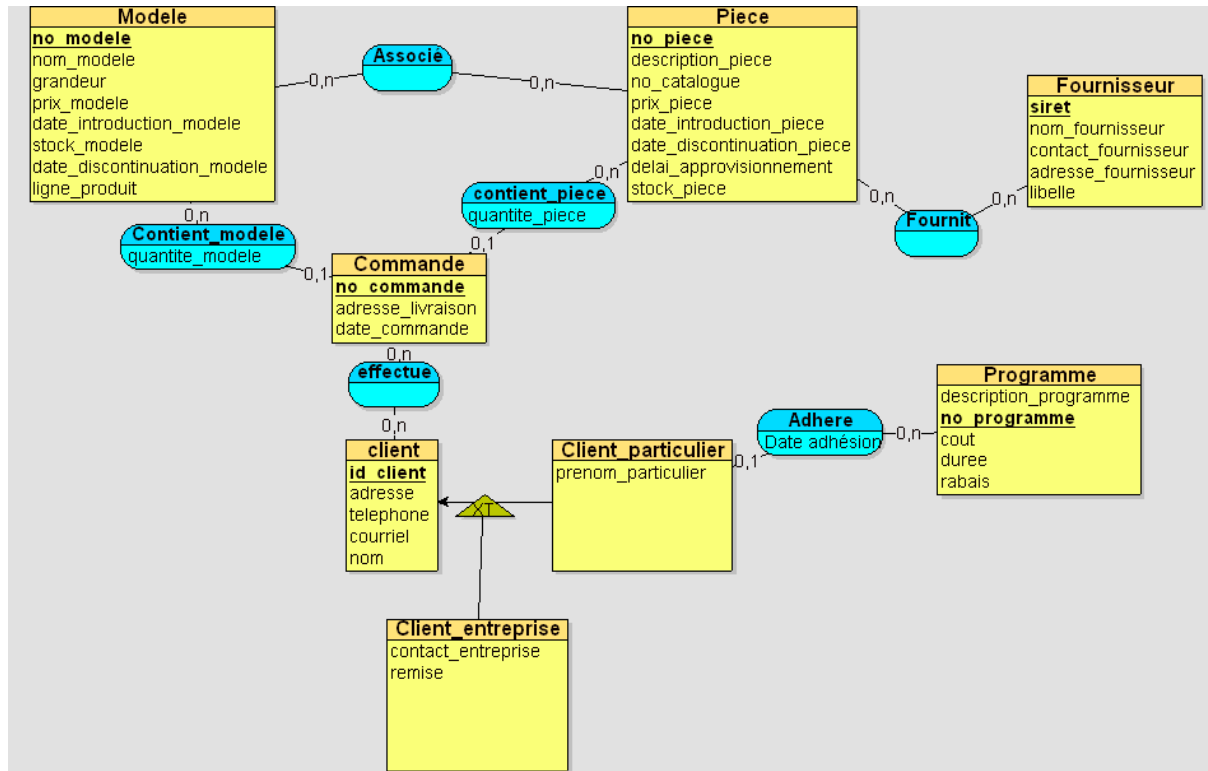 Modele
no_modele
nom_modele
grandeur
prix_modele
date_introduction_modele
stock_modele
date_discontinuation_modele
ligne_produit
0,n
Associé
0,n
Piece
no_piece
description_piece
no_catalogue
prix_piece
date_introduction_piece
date_discontinuation_piece
delai_approvisionnement
stock_piece
Fournisseur
siret
nom_fournisseur
contact_fournisseur
adresse_fournisseur
libelle
0,n
0,n
Fournit
0,n
contient_piece
quantite_piece
0,1
0,n
Contient_modele
quantite_modele
0,1
Commande
no_commande
adresse_livraison
date_commande
0,n
effectue
0,n
client
id_client
adresse
telephone
courriel
nom
XT
Client_particulier
prenom_particulier
0,1
Adhere
Date adhésion
0,n
Programme
description_programme
no_programme
cout
duree
rabais
Client_entreprise
contact_entreprise
remise